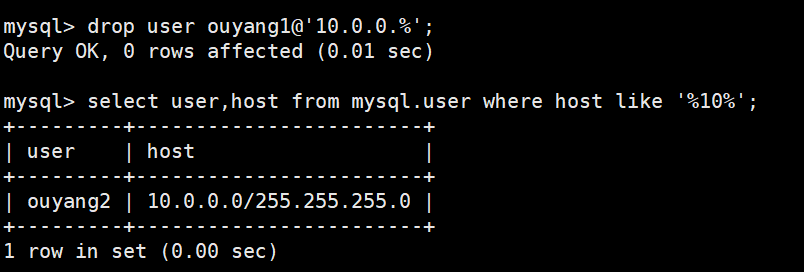 mysql> drop user ouyang1@'10.0.0.%';
Query OK, 0 rows affected (0.01 sec)
mysql> select user,host from mysql.user where host like '%10%';
+---------+------------------------+
| user    | host                   |
+---------+------------------------+
| ouyang2 | 10.0.0.0/255.255.255.0 |
+---------+------------------------+
1 row in set (0.00 sec)